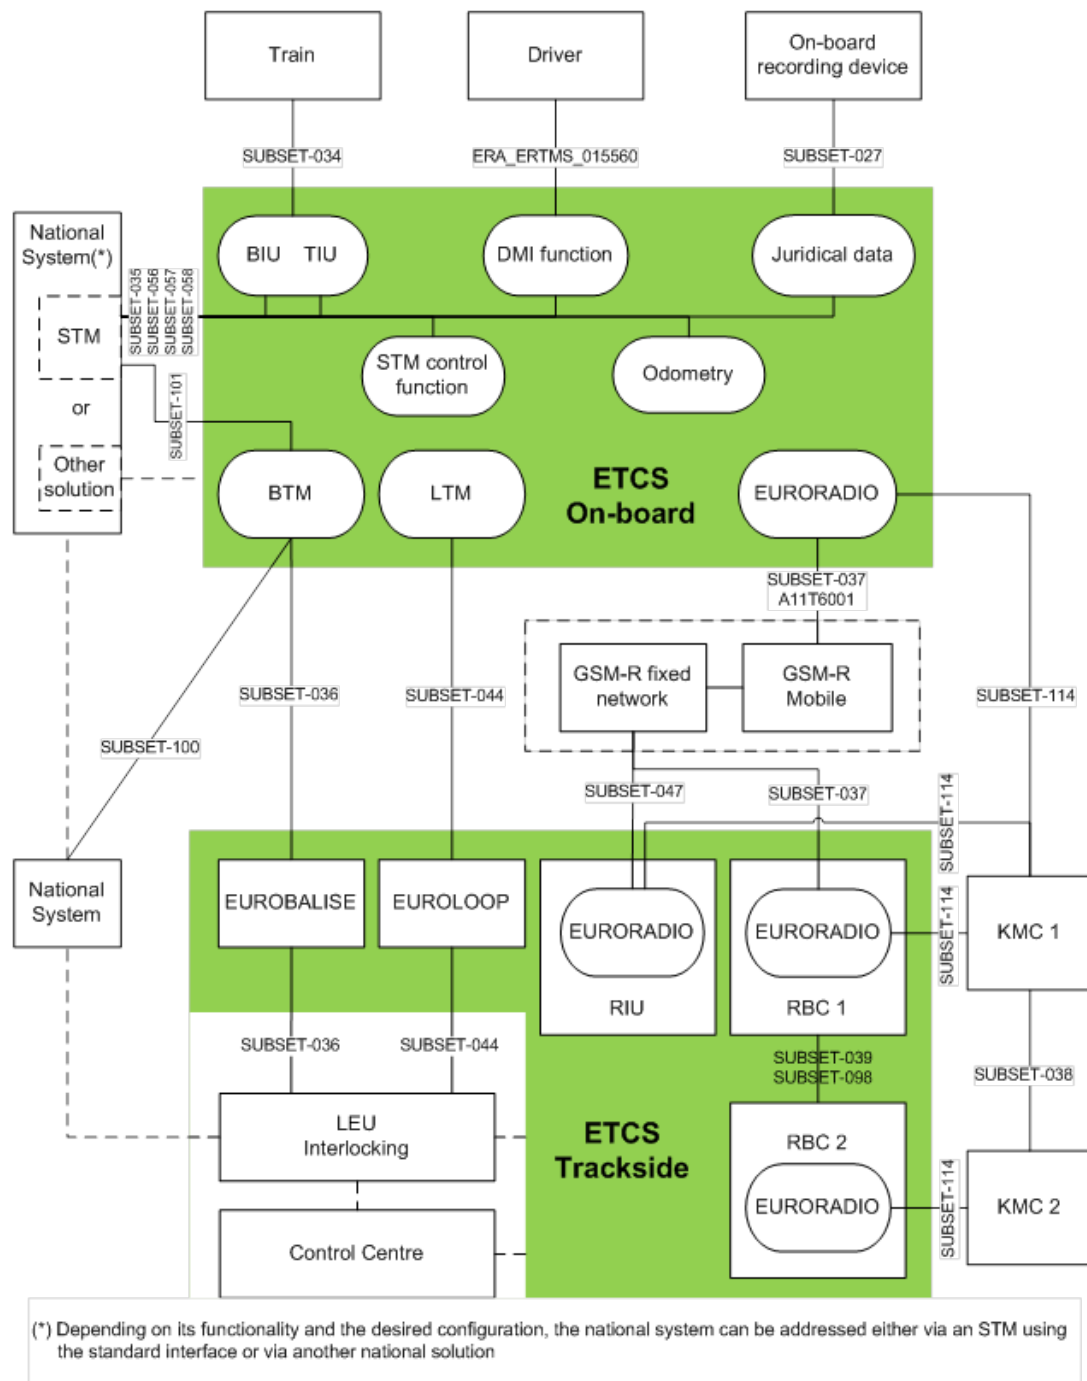 Train
Driver
On-board
recording device
SUBSET-034
ERA_ERTMS_015560
SUBSET-027
National
System(*)
STM
or
Other
solution
SUBSET-035
SUBSET-056
SUBSET-057
SUBSET-058
SUBSET-101
BIU TIU
DMI function
Juridical data
STM control
function
Odometry
BTM
LTM
ETCS
On-board
EURORADIO
SUBSET-037
A11T6001
GSM-R fixed
network
GSM-R
Mobile
SUBSET-036
SUBSET-044
SUBSET-114
SUBSET-100
SUBSET-047
SUBSET-037
SUBSET-114
National
System
EUROBALISE
EUROLOOP
EURORADIO
RIU
EURORADIO
RBC 1
SUBSET-114
KMC 1
SUBSET-036
SUBSET-044
SUBSET-039
SUBSET-098
SUBSET-038
LEU
Interlocking
ETCS
Trackside
RBC 2
EURORADIO
SUBSET-114
KMC 2
Control Centre
(*) Depending on its functionality and the desired configuration, the national system can be addressed either via an STM using
the standard interface or via another national solution